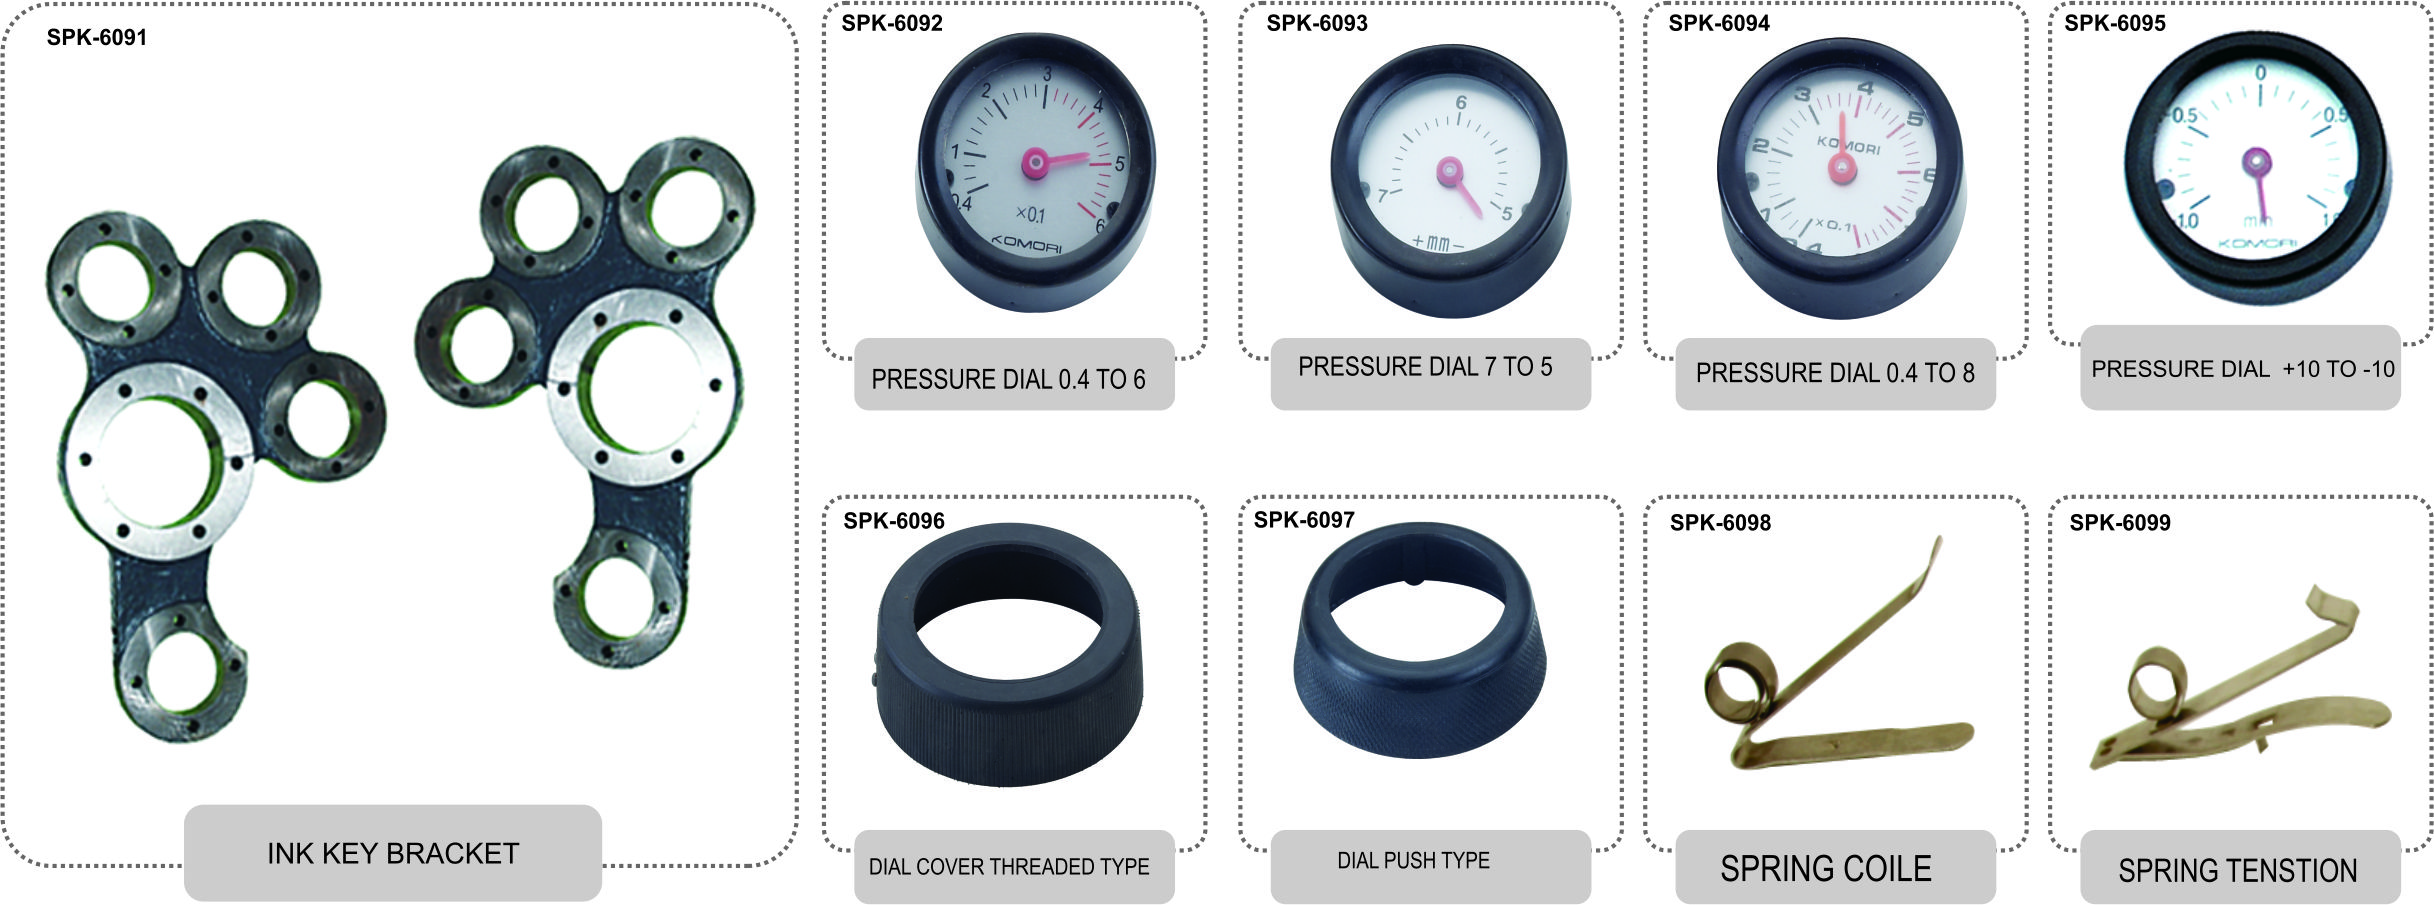 SPK-6091
INK KEY BRACKET
SPK-6092
3
2
4
1
5
0.4
×0.1
6
KOMORI
PRESSURE DIAL 0.4 TO 6
SPK-6093
6
7
5
+mm-
PRESSURE DIAL 7 TO 5
SPK-6094
4
3
5
KOMORI
2
6
1
×0.1
0.4
PRESSURE DIAL 0.4 TO 8
SPK-6095
0
0.5
0.5
1.0
mm
KOMORI
PRESSURE DIAL +10 TO -10
SPK-6096
DIAL COVER THREADED TYPE
SPK-6097
DIAL PUSH TYPE
SPK-6098
SPRING COILE
SPK-6099
SPRING TENSTION